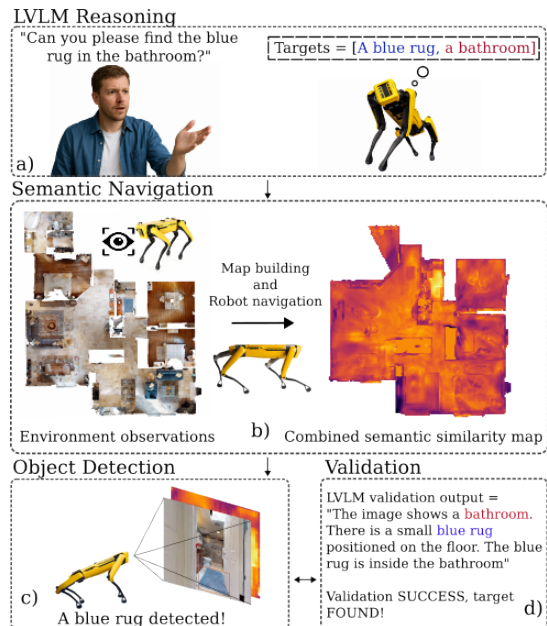 LVLM Reasoning
"Can you please find the blue
rug in the bathroom?"
Targets = [A blue rug, a bathroom]
a)
Semantic Navigation
Map building
and
Robot navigation
Environment observations
b)
Combined semantic similarity map
Object Detection
c)
A blue rug detected!
Validation
LVLM validation output =
"The image shows a bathroom.
There is a small blue rug
positioned on the floor. The blue
rug is inside the bathroom"
Validation SUCCESS, target
FOUND!
d)